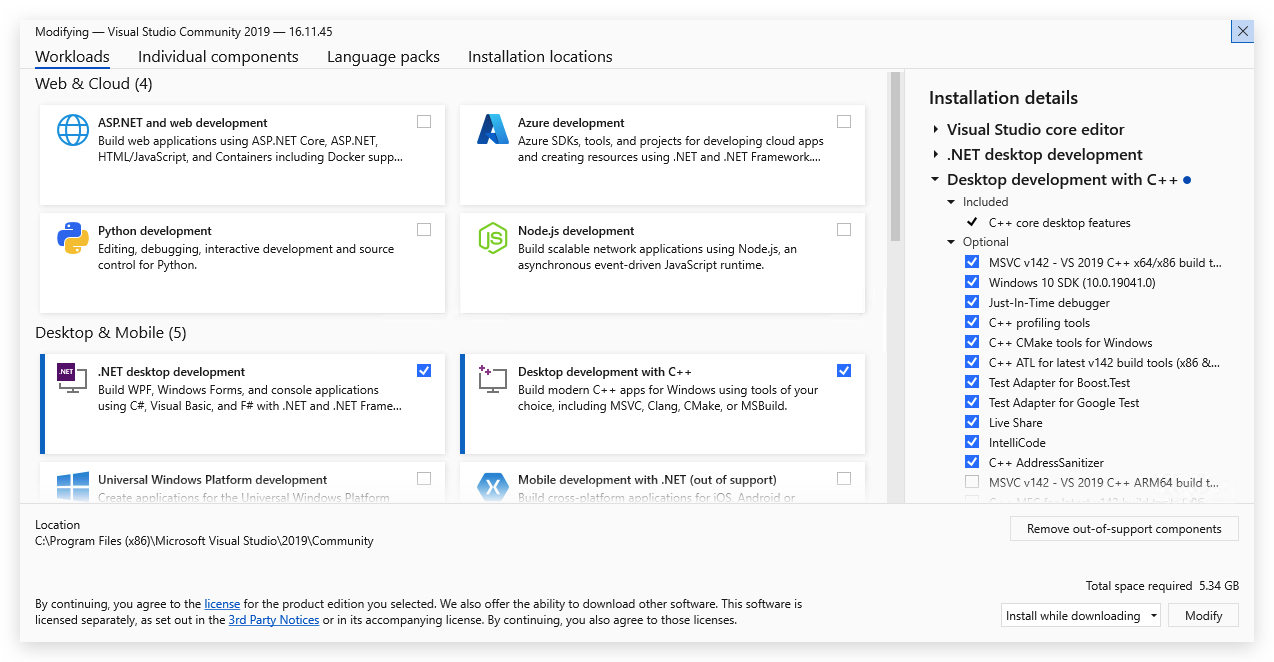 Modifying — Visual Studio Community 2019 — 16.11.45
Workloads
Individual components
Language packs
Installation locations
Web & Cloud (4)
ASP.NET and web development
Build web applications using ASP.NET Core, ASP.NET,
HTML/JavaScript, and Containers including Docker supp...
Azure development
Azure SDKs, tools, and projects for developing cloud apps
and creating resources using .NET and .NET Framework....
Python development
Editing, debugging, interactive development and source
control for Python.
JS
Node.js development
Build scalable network applications using Node.js, an
asynchronous event-driven JavaScript runtime.
Desktop & Mobile (5)
.NET
.NET desktop development
Build WPF, Windows Forms, and console applications
using C#, Visual Basic, and F# with .NET and .NET Frame...
Desktop development with C++
Build modern C++ apps for Windows using tools of your
choice, including MSVC, Clang, CMake, or MSBuild.
Universal Windows Platform development
Create applications for the Universal Windows Platform
Mobile development with .NET (out of support)
Build cross-platform applications for iOS, Android or
Installation details
Visual Studio core editor
.NET desktop development
Desktop development with C++
Included
C++ core desktop features
Optional
MSVC v142 - VS 2019 C++ x64/x86 build t...
Windows 10 SDK (10.0.19041.0)
Just-In-Time debugger
C++ profiling tools
C++ CMake tools for Windows
C++ ATL for latest v142 build tools (x86 &...
Test Adapter for Boost.Test
Test Adapter for Google Test
Live Share
IntelliCode
C++ AddressSanitizer
MSVC v142 - VS 2019 C++ ARM64 build t...
C++ MFC for latest v142 build tools (x86
Location
C:\Program Files (x86)\Microsoft Visual Studio\2019\Community
Remove out-of-support components
Total space required 5.34 GB
By continuing, you agree to the license for the product edition you selected. We also offer the ability to download other software. This software is
licensed separately, as set out in the 3rd Party Notices or in its accompanying license. By continuing, you also agree to those licenses.
Install while downloading
Modify